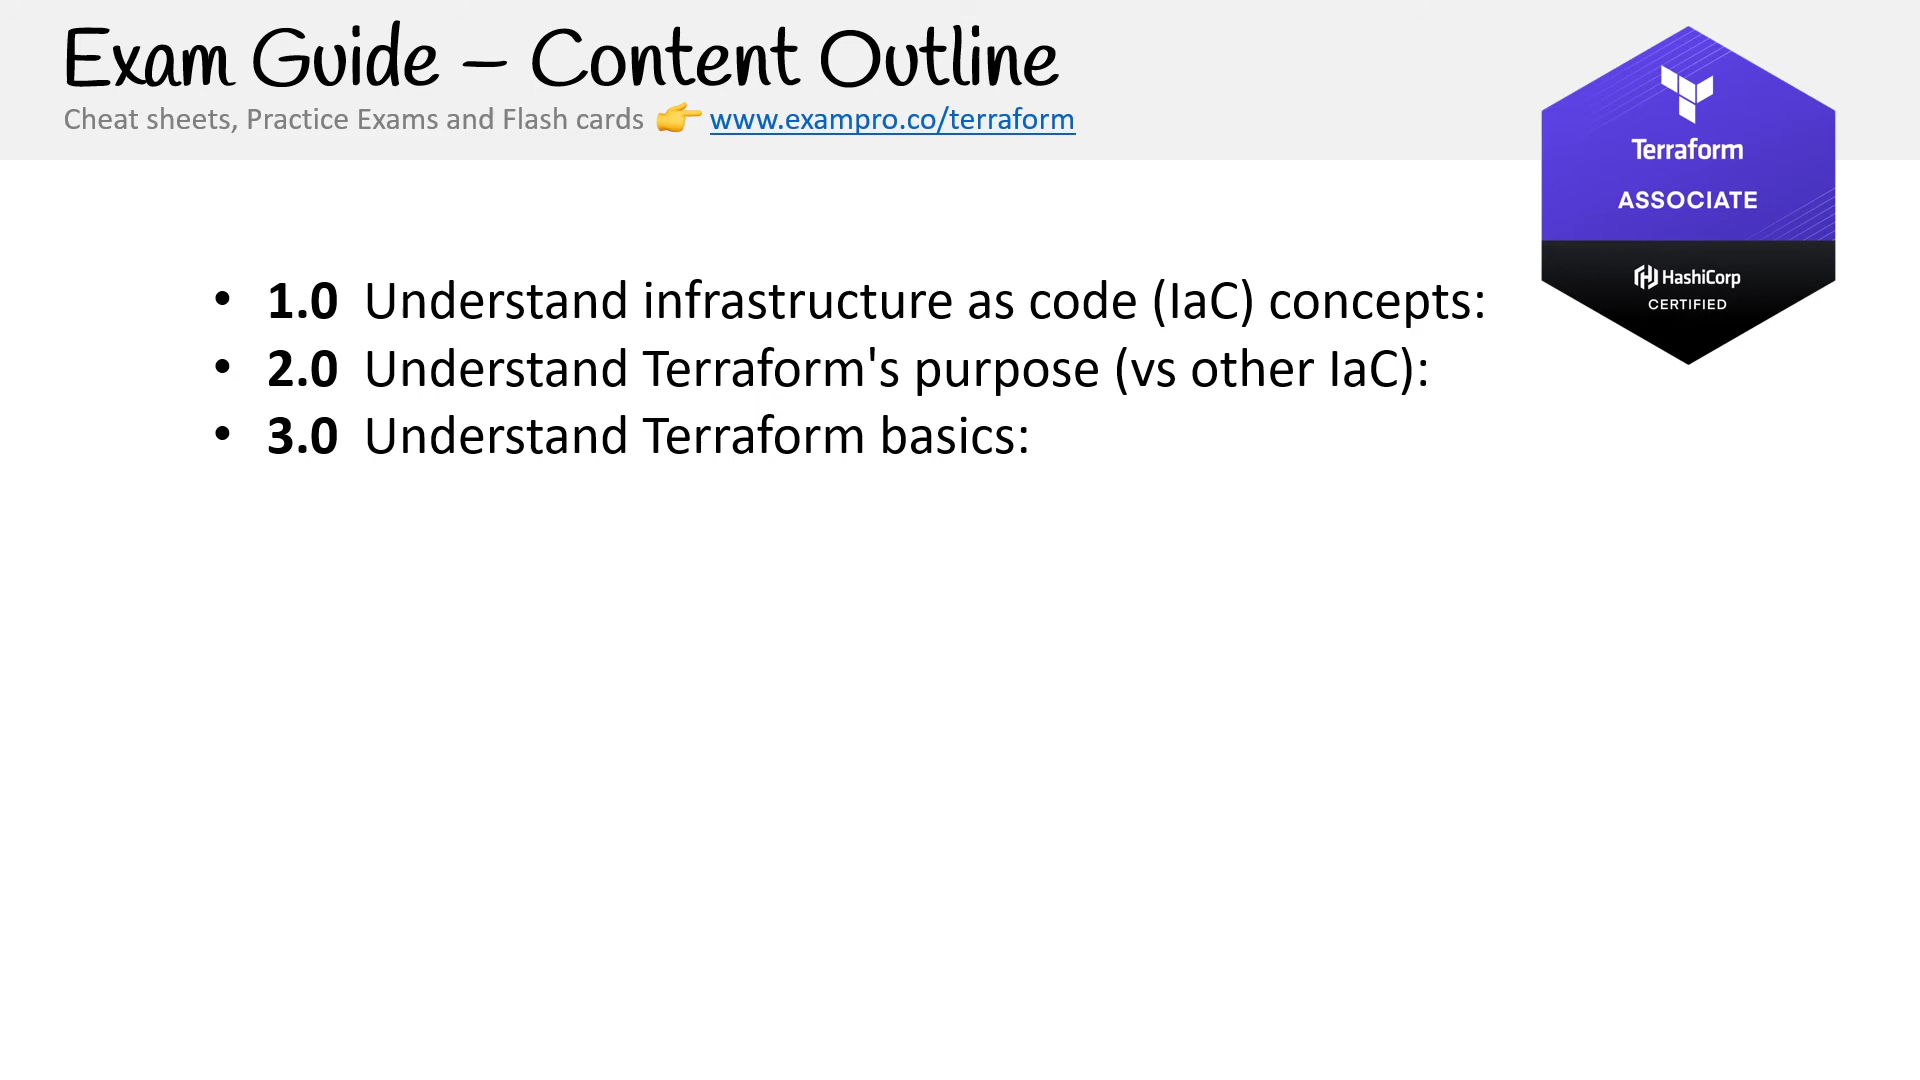 Exam Guide – Content Outline
Cheat sheets, Practice Exams and Flash cards 👉 www.exampro.co/terraform
Terraform
ASSOCIATE
HashiCorp
CERTIFIED
• 1.0 Understand infrastructure as code (IaC) concepts:
• 2.0 Understand Terraform's purpose (vs other IaC):
• 3.0 Understand Terraform basics: